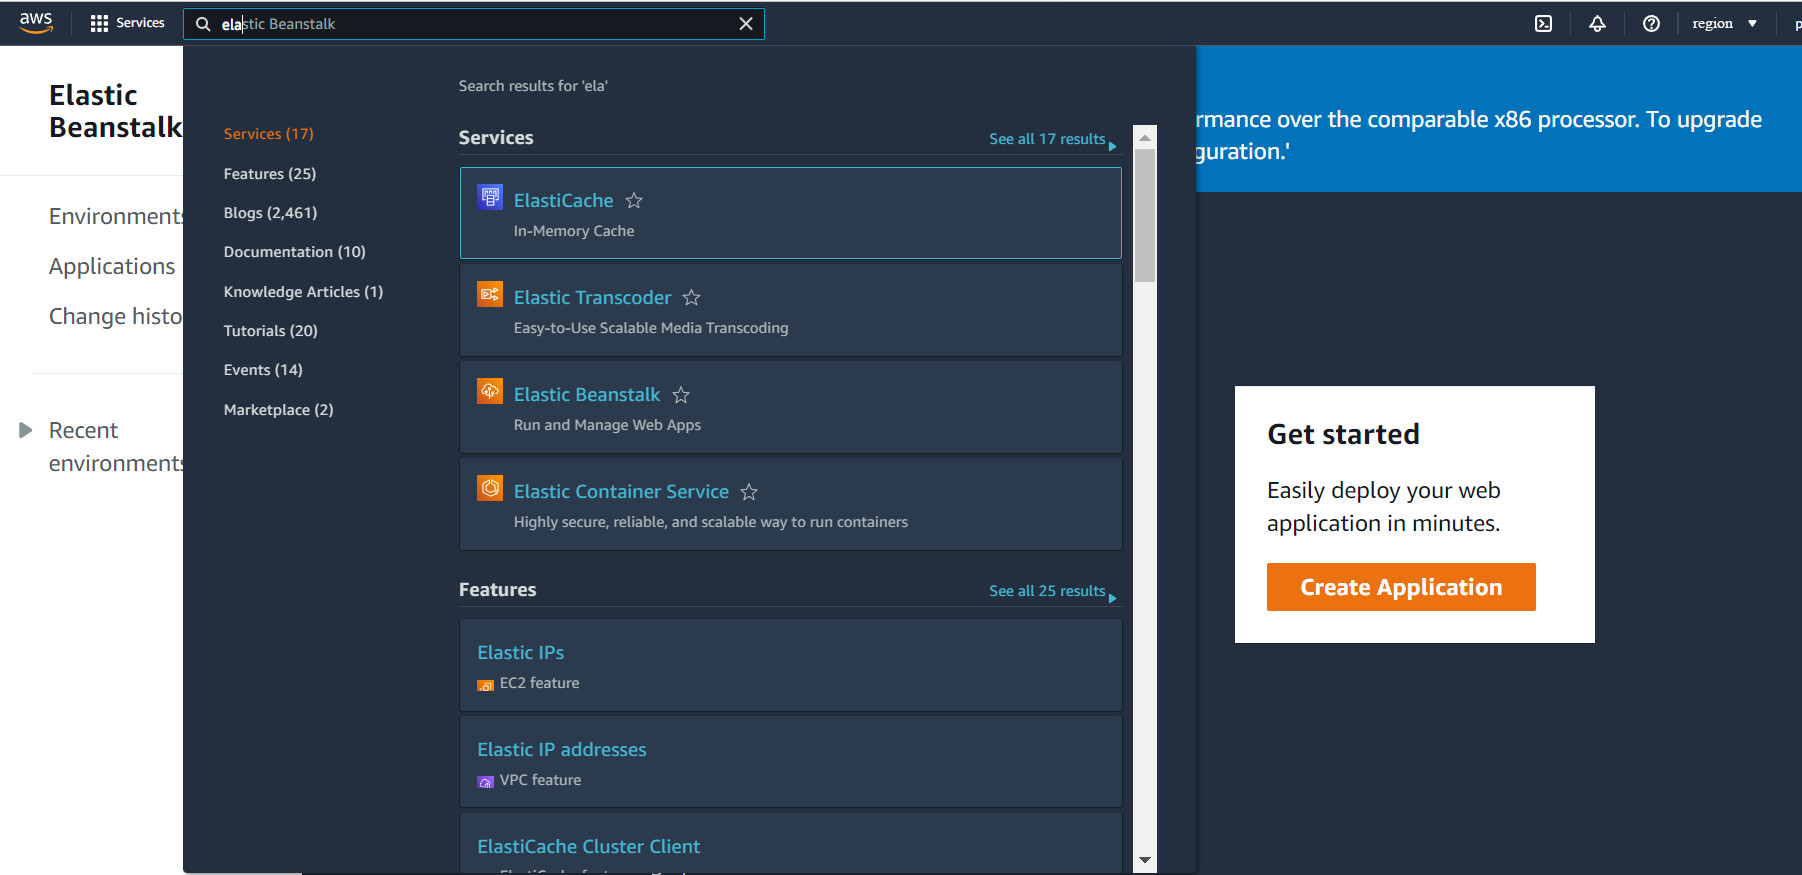 aws
Services
elastic Beanstalk
region
Elastic
Beanstalk
Environments
Applications
Change histo
Recent
environments
Search results for 'ela'
Services (17)
Features (25)
Blogs (2,461)
Documentation (10)
Knowledge Articles (1)
Tutorials (20)
Events (14)
Marketplace (2)
Services
See all 17 results
ElastiCache
In-Memory Cache
Elastic Transcoder
Easy-to-Use Scalable Media Transcoding
Elastic Beanstalk
Run and Manage Web Apps
Elastic Container Service
Highly secure, reliable, and scalable way to run containers
Features
See all 25 results
Elastic IPs
EC2 feature
Elastic IP addresses
VPC feature
ElastiCache Cluster Client
rmance over the comparable x86 processor. To upgrade
guration.'
Get started
Easily deploy your web
application in minutes.
Create Application